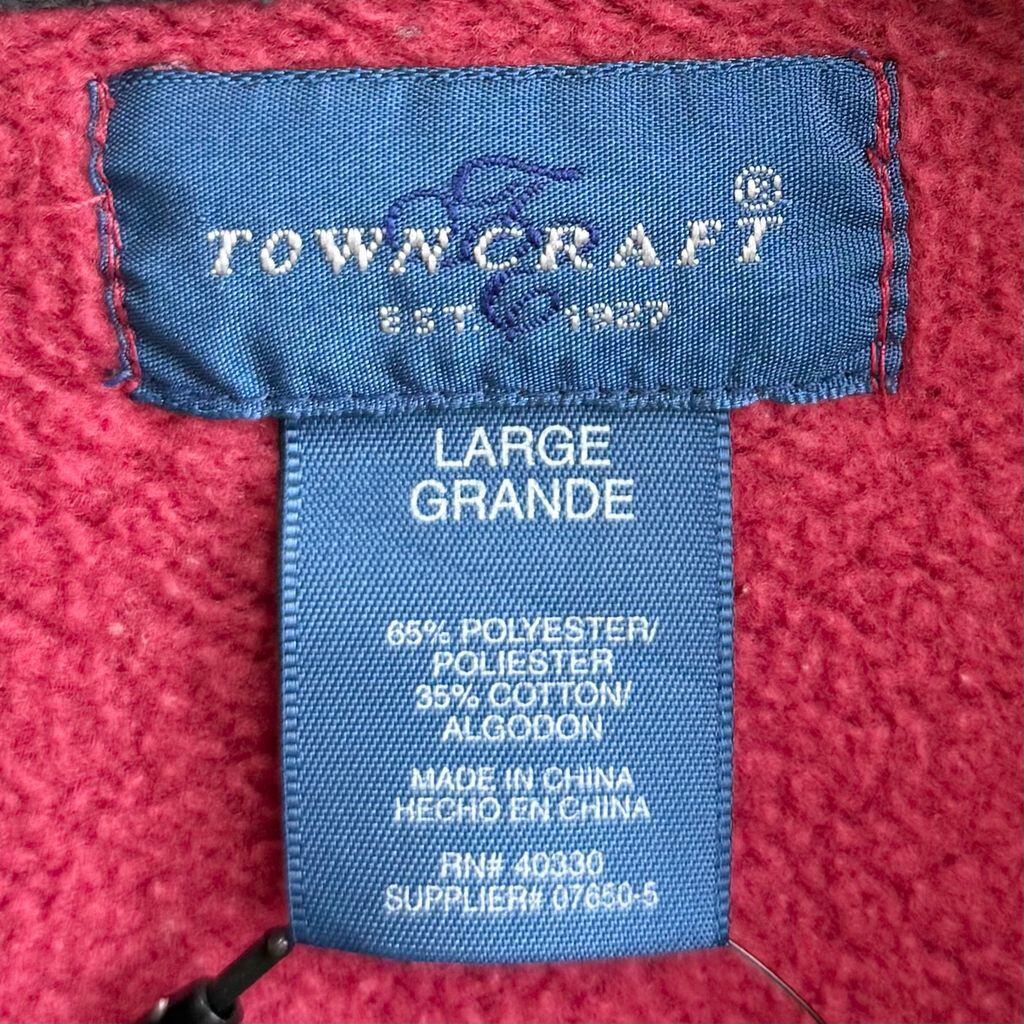 TOWNCRAFT®
EST. 1927
LARGE
GRANDE
65% POLYESTER/
POLIESTER
35% COTTON/
ALGODON
MADE IN CHINA
HECHO EN CHINA
RN# 40330
SUPPLIER# 07650-5